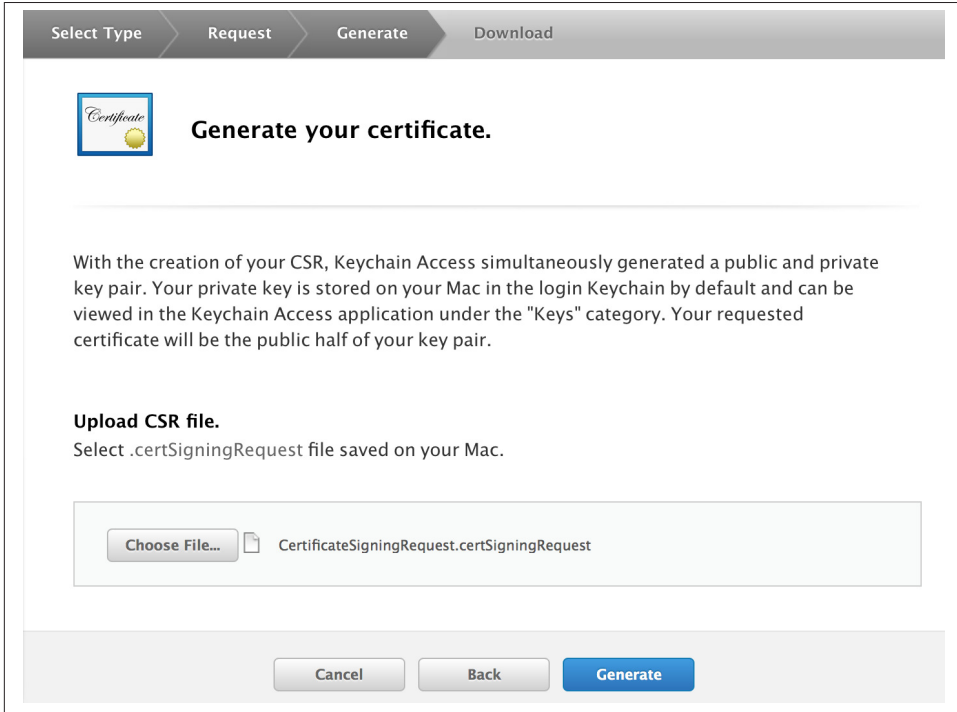 Select Type Request Generate Download
Certificate
Generate your certificate.
With the creation of your CSR, Keychain Access simultaneously generated a public and private
key pair. Your private key is stored on your Mac in the login Keychain by default and can be
viewed in the Keychain Access application under the "Keys" category. Your requested
certificate will be the public half of your key pair.
Upload CSR file.
Select .certSigningRequest file saved on your Mac.
Choose File... CertificateSigningRequest.certSigningRequest
Cancel Back Generate